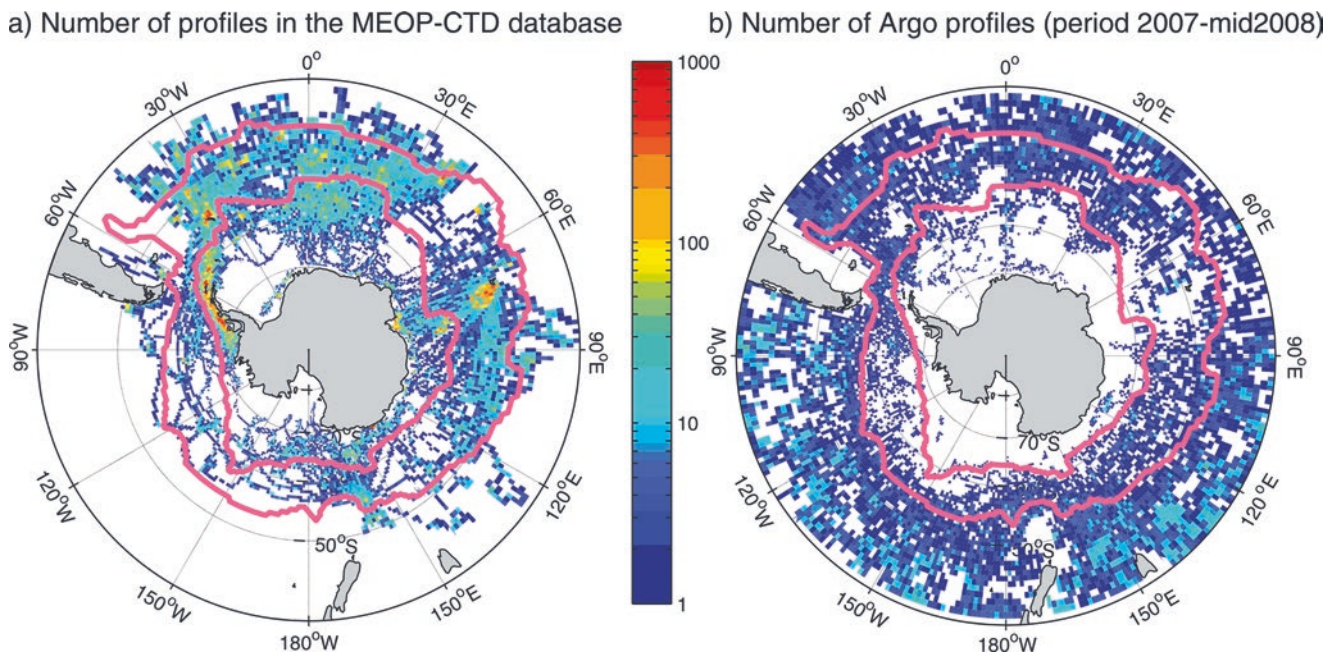 a) Number of profiles in the MEOP-CTD database
b) Number of Argo profiles (period 2007-mid2008)
0°
30°W
30°E
60°W
60°E
90°W
90°E
120°W
120°E
150°W
150°E
180°W
50°S
1000
100
10
1
0°
30°W
30°E
60°W
60°E
90°W
90°E
120°W
120°E
150°W
150°E
180°W
70°S